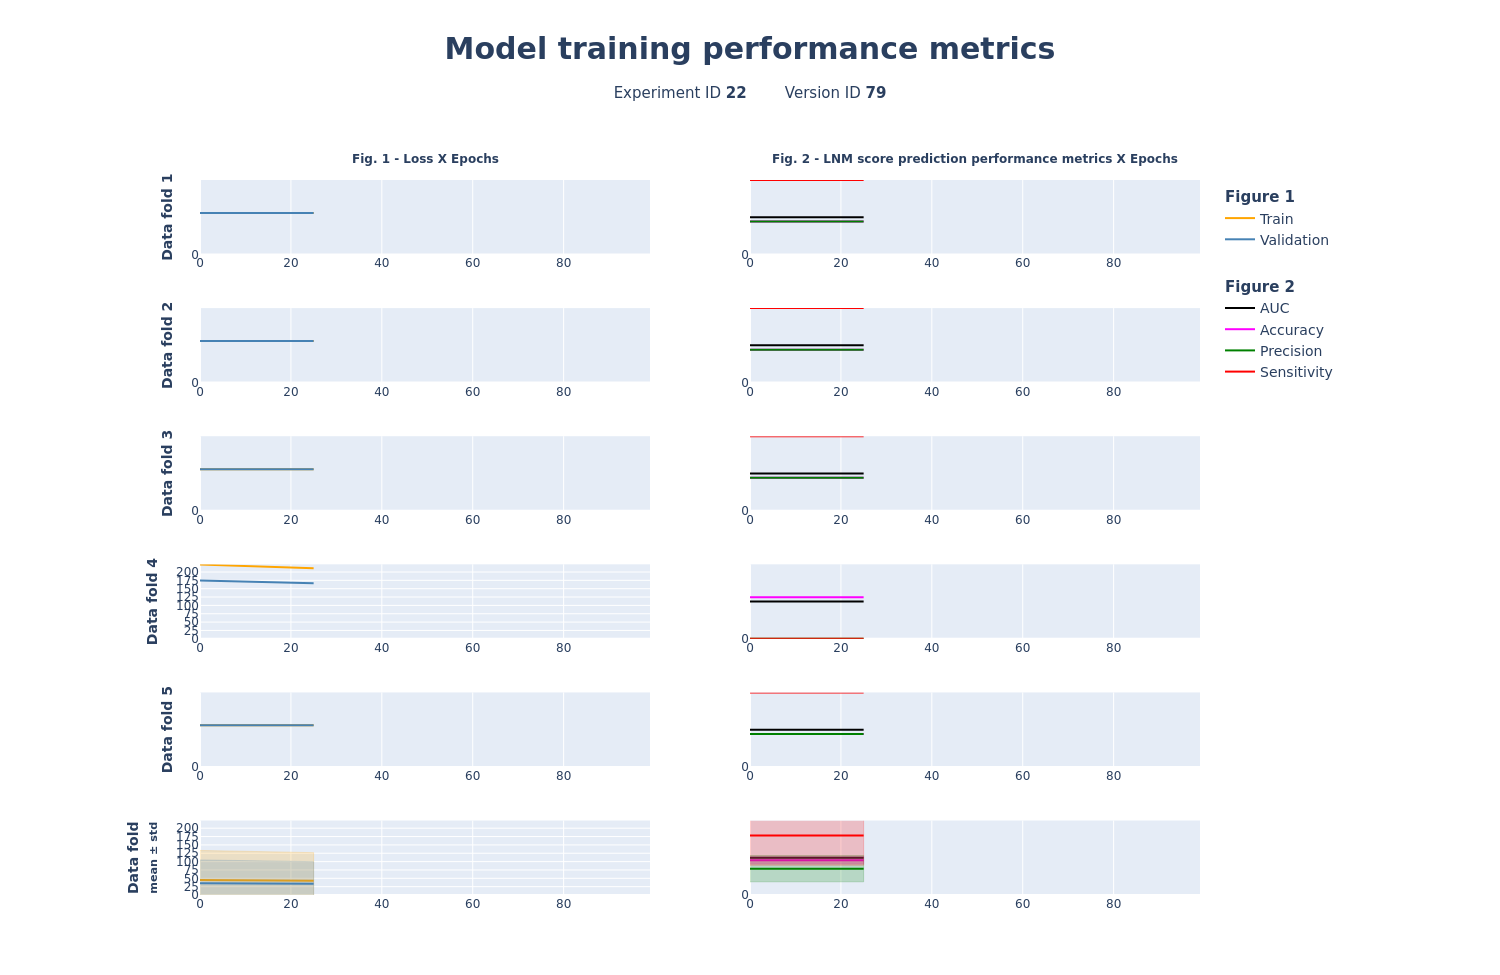 Model training performance metrics
Experiment ID 22 Version ID 79
Fig. 1 - Loss X Epochs
Fig. 2 - LNM score prediction performance metrics X Epochs
Data fold 1
0
0 20 40 60 80
0
0 20 40 60 80
Figure 1
Train
Validation
Figure 2
AUC
Accuracy
Precision
Sensitivity
Data fold 2
0
0 20 40 60 80
0
0 20 40 60 80
Data fold 3
0
0 20 40 60 80
0
0 20 40 60 80
Data fold 4
200
175
150
125
100
75
50
25
0
0 20 40 60 80
0
0 20 40 60 80
Data fold 5
0
0 20 40 60 80
0
0 20 40 60 80
Data fold
mean ± std
200
175
150
125
100
75
50
25
0
0 20 40 60 80
0
0 20 40 60 80